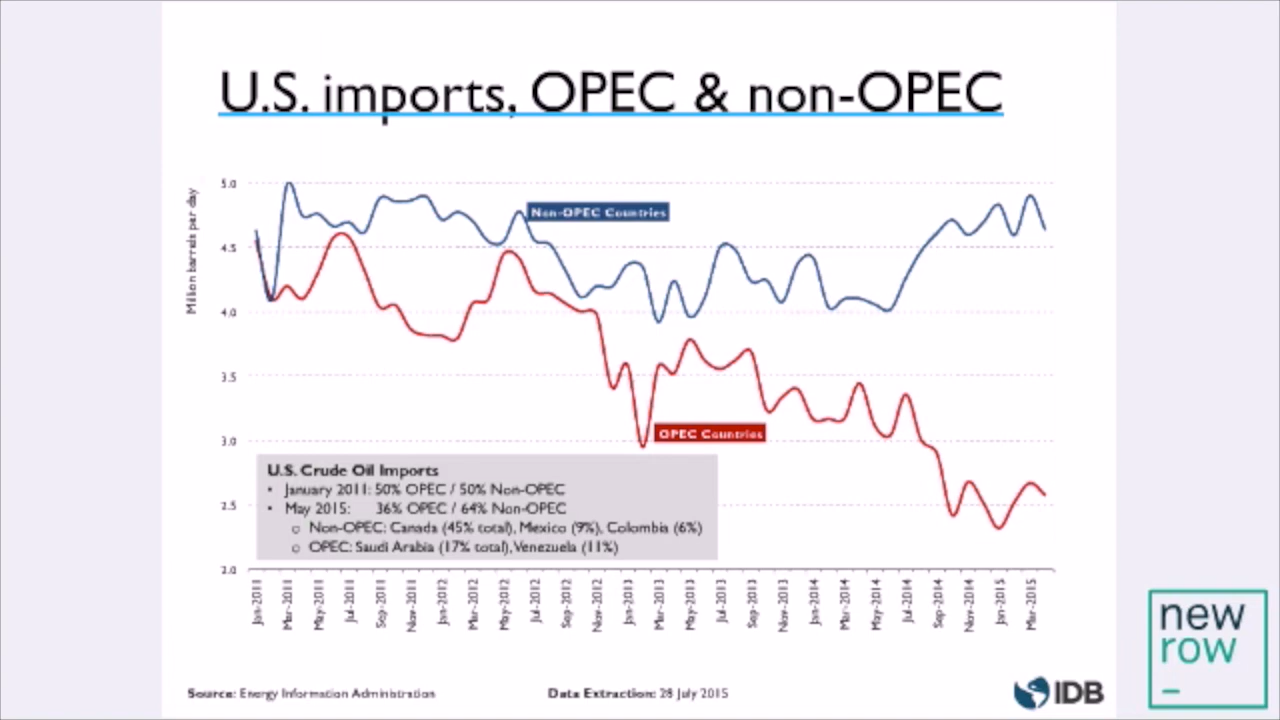 U.S. imports, OPEC & non-OPEC
Million barrels per day
5.0
4.5
4.0
3.5
3.0
2.5
2.0
Non-OPEC Countries
OPEC Countries
U.S. Crude Oil Imports
• January 2011: 50% OPEC / 50% Non-OPEC
• May 2015: 36% OPEC / 64% Non-OPEC
o Non-OPEC: Canada (45% total), Mexico (9%), Colombia (6%)
o OPEC: Saudi Arabia (17% total), Venezuela (11%)
Jan-2011
Mar-2011
May-2011
Jul-2011
Sep-2011
Nov-2011
Jan-2012
Mar-2012
May-2012
Jul-2012
Sep-2012
Nov-2012
Jan-2013
Mar-2013
May-2013
Jul-2013
Sep-2013
Nov-2013
Jan-2014
Mar-2014
May-2014
Jul-2014
Sep-2014
Nov-2014
Jan-2015
Mar-2015
Source: Energy Information Administration
Data Extraction: 28 July 2015
IDB
new
row